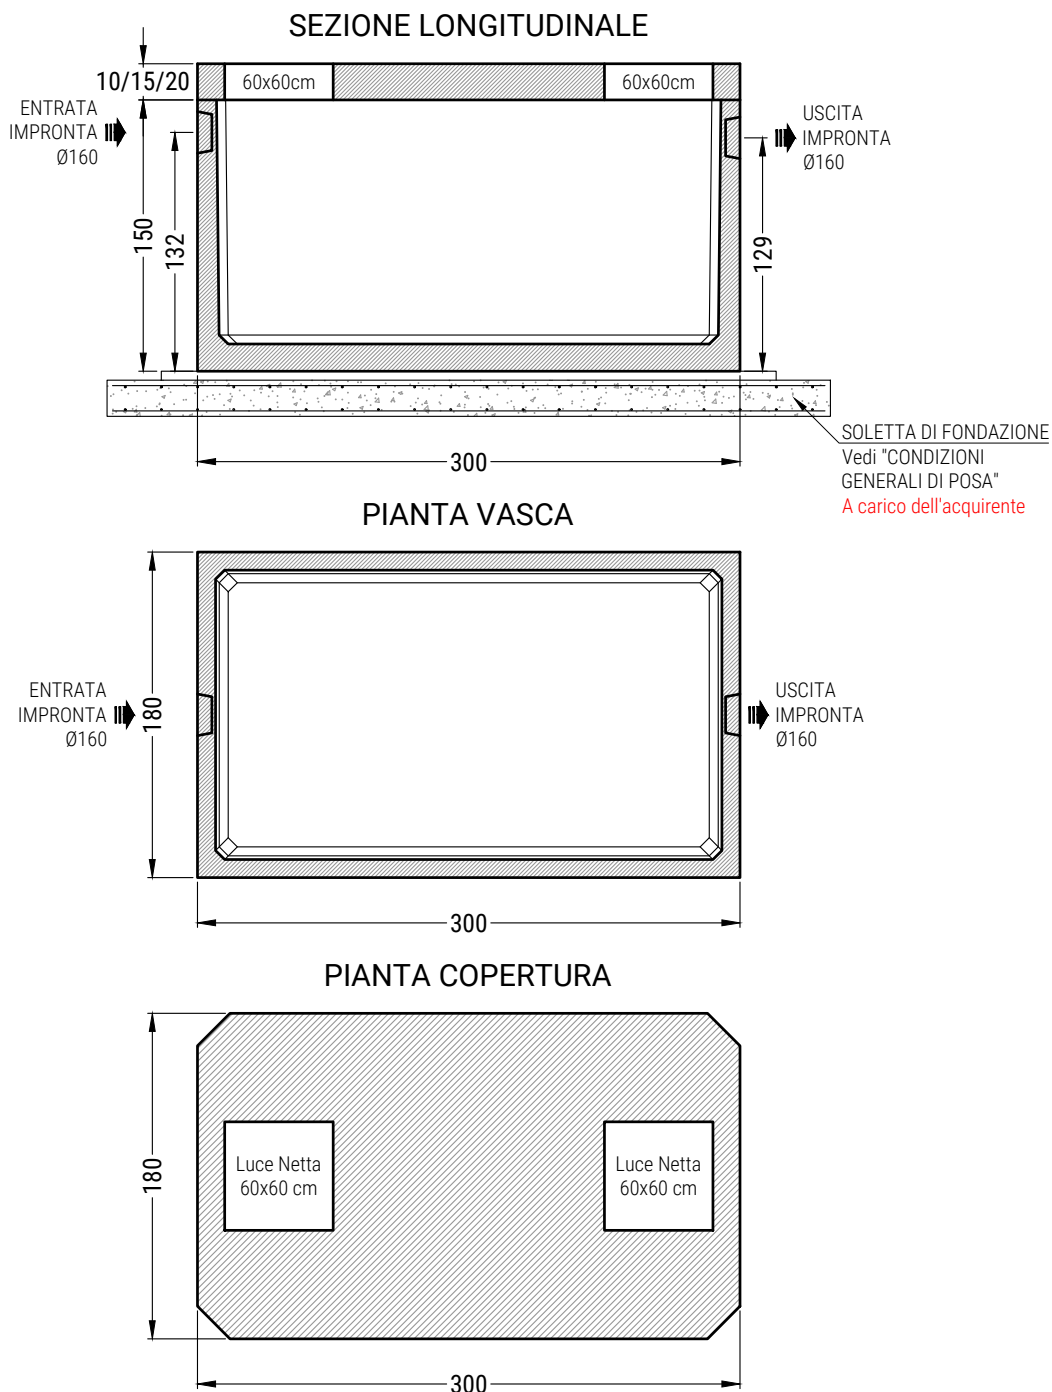 SEZIONE LONGITUDINALE
10/15/20
60x60cm
60x60cm
ENTRATA
IMPRONTA
Ø160
USCITA
IMPRONTA
Ø160
150
132
129
SOLETTA DI FONDAZIONE
Vedi "CONDIZIONI
GENERALI DI POSA"
A carico dell'acquirente
300
PIANTA VASCA
ENTRATA
IMPRONTA
Ø160
180
USCITA
IMPRONTA
Ø160
300
PIANTA COPERTURA
180
Luce Netta
60x60 cm
Luce Netta
60x60 cm
300